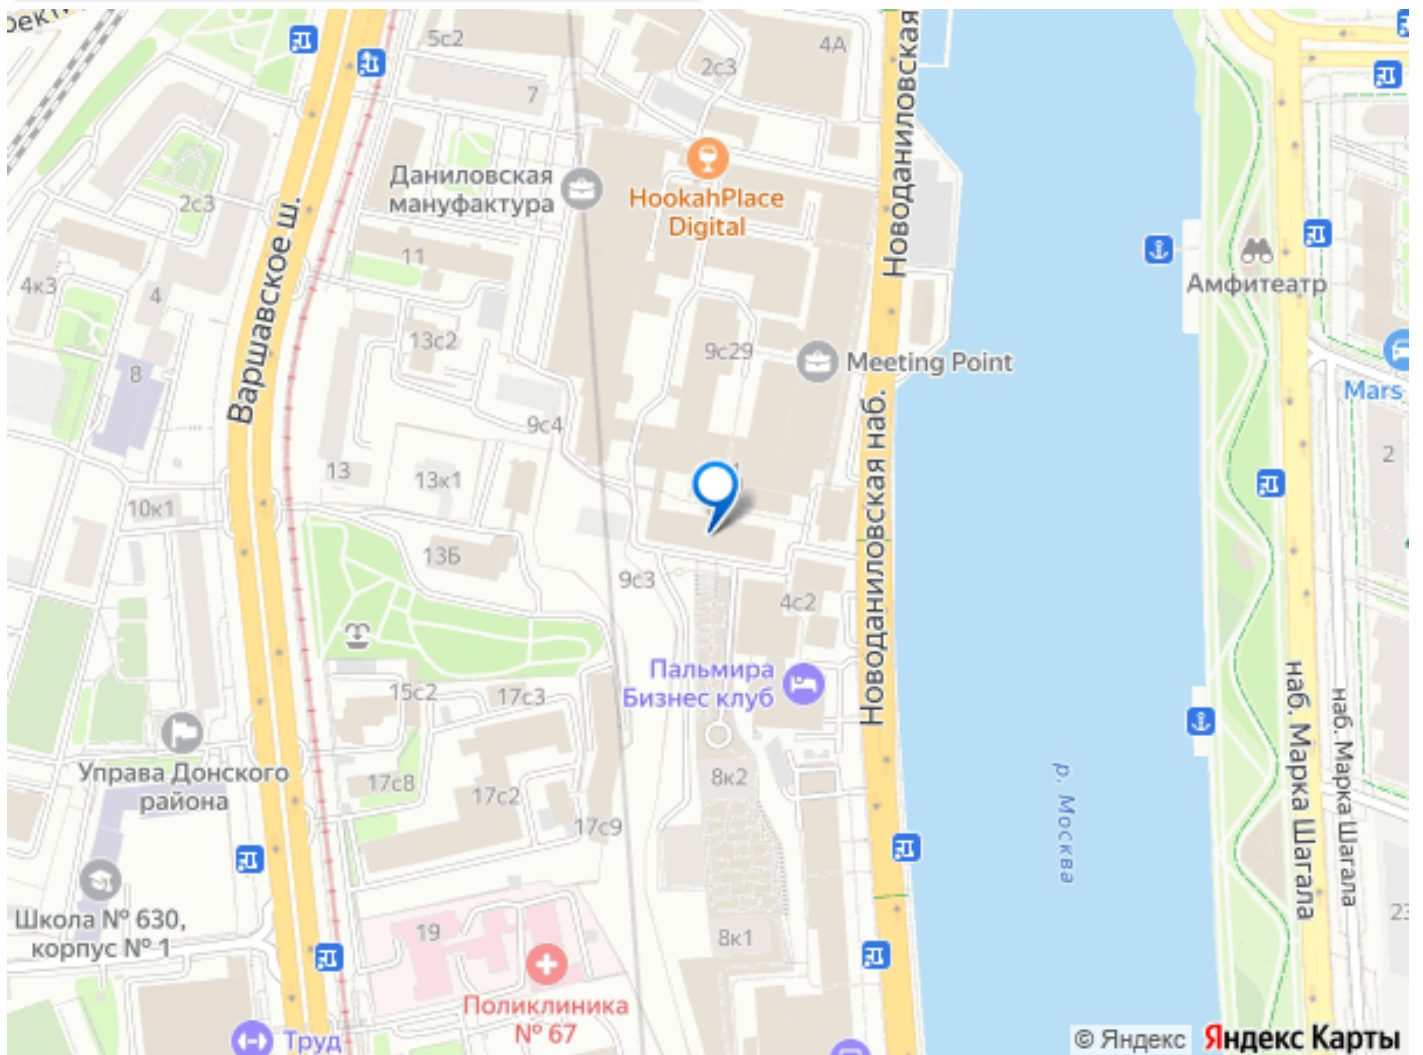 5с2
4А
2с3
7
Новоданиловская
Даниловская
мануфактура
HookahPlace
Digital
2с3
Варшавское ш.
11
4к3
4
Амфитеатр
13с2
9с29
Meeting Point
8
Mars
9с4
Новоданиловская наб.
2
13
13к1
10к1
13Б
9с3
4с2
Пальмира
Бизнес клуб
15с2
17с3
наб. Марка Шагала
наб. Марка Шагала
Управа Донского
района
17с8
17с2
8к2
р. Москва
17с9
Школа № 630,
корпус № 1
19
8к1
23
Поликлиника
№ 67
Труд
© Яндекс Яндекс Карты